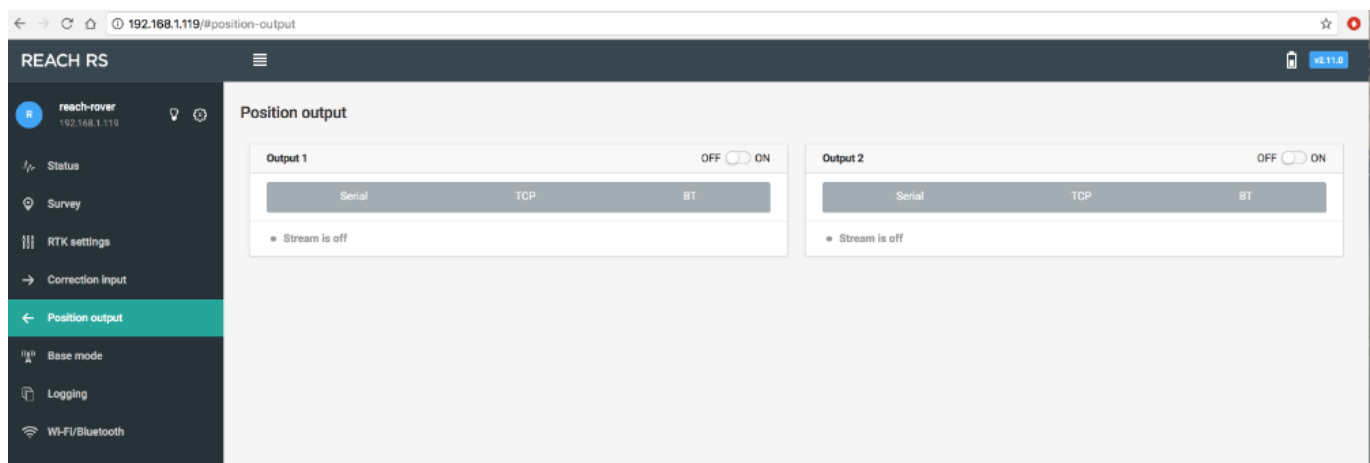 192.168.1.119/#position-output
REACH RS
v2.11.0
R
reach-rover
192.168.1.119
Position output
Status
Output 1
OFF
ON
Output 2
OFF
ON
Serial
TCP
BT
Serial
TCP
BT
Survey
Stream is off
Stream is off
RTK settings
Correction input
Position output
Base mode
Logging
Wi-Fi/Bluetooth